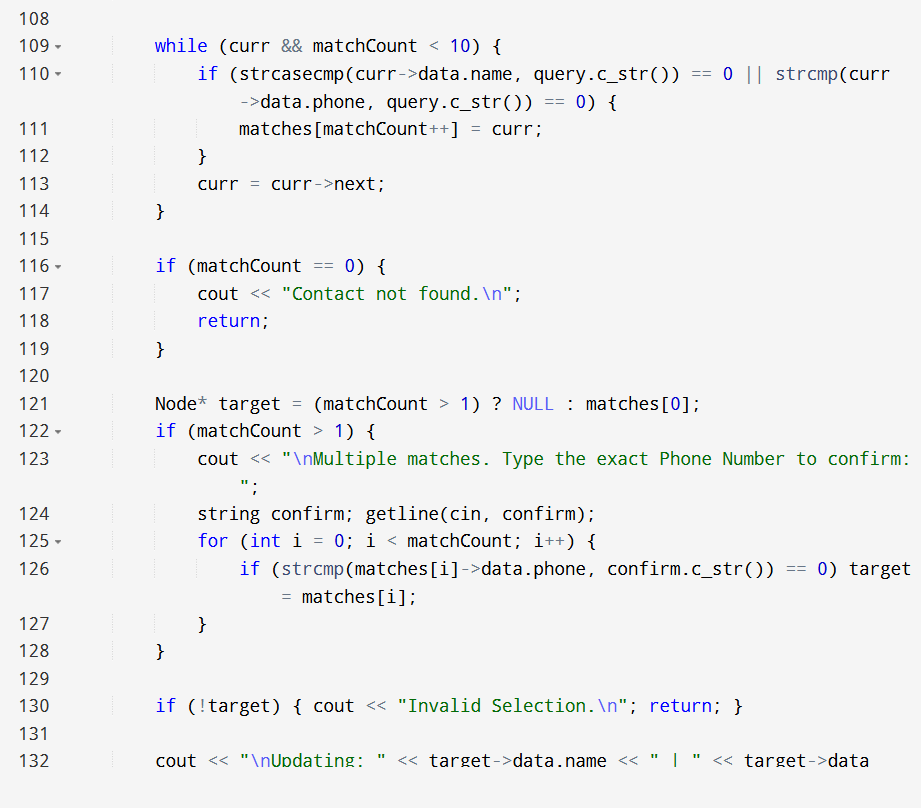 108
109 while (curr && matchCount < 10) {
110 if (strcasecmp(curr->data.name, query.c_str()) == 0 || strcmp(curr
->data.phone, query.c_str()) == 0) {
111 matches[matchCount++] = curr;
112 }
113 curr = curr->next;
114 }
115
116 if (matchCount == 0) {
117 cout << "Contact not found.\n";
118 return;
119 }
120
121 Node* target = (matchCount > 1) ? NULL : matches[0];
122 if (matchCount > 1) {
123 cout << "\nMultiple matches. Type the exact Phone Number to confirm:
";
124 string confirm; getline(cin, confirm);
125 for (int i = 0; i < matchCount; i++) {
126 if (strcmp(matches[i]->data.phone, confirm.c_str()) == 0) target
= matches[i];
127 }
128 }
129
130 if (!target) { cout << "Invalid Selection.\n"; return; }
131
132 cout << "\nUpdating: " << target->data.name << " | " << target->data